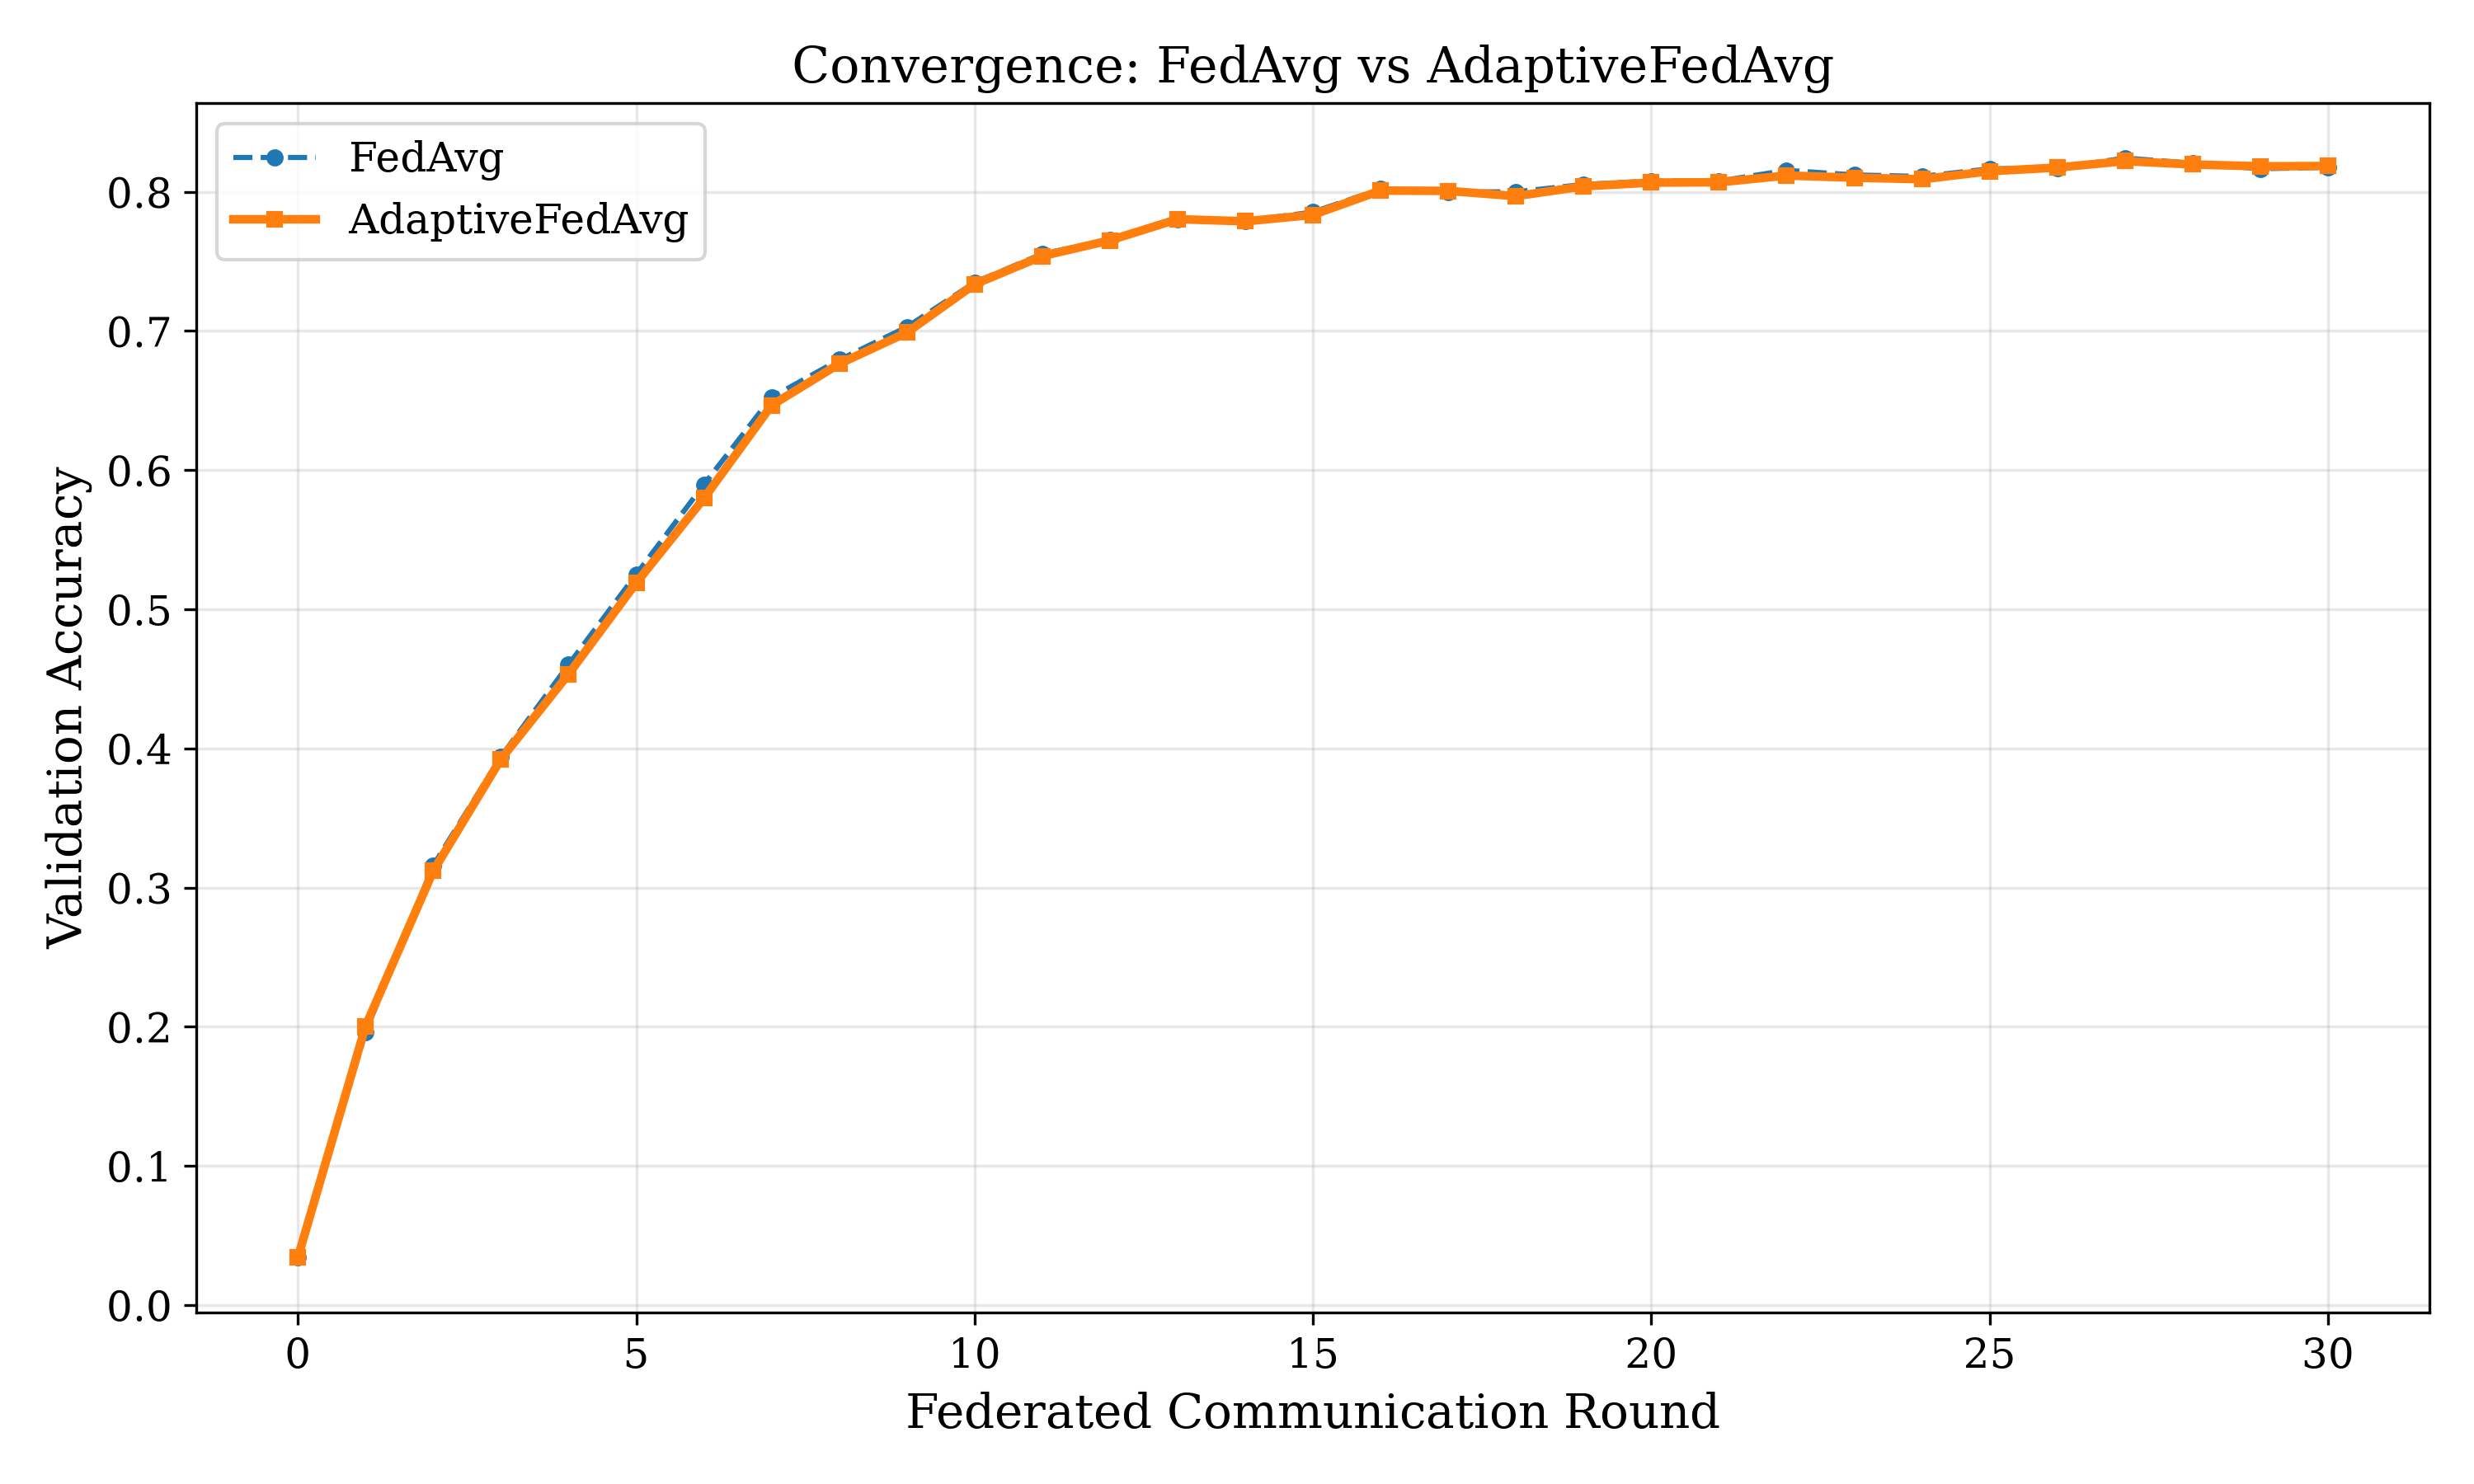 Convergence: FedAvg vs AdaptiveFedAvg
FedAvg
AdaptiveFedAvg
Validation Accuracy
0.8
0.7
0.6
0.5
0.4
0.3
0.2
0.1
0.0
0 5 10 15 20 25 30
Federated Communication Round